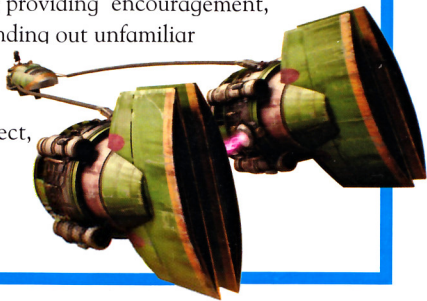 providing encouragement,
nding out unfamiliar
ect,